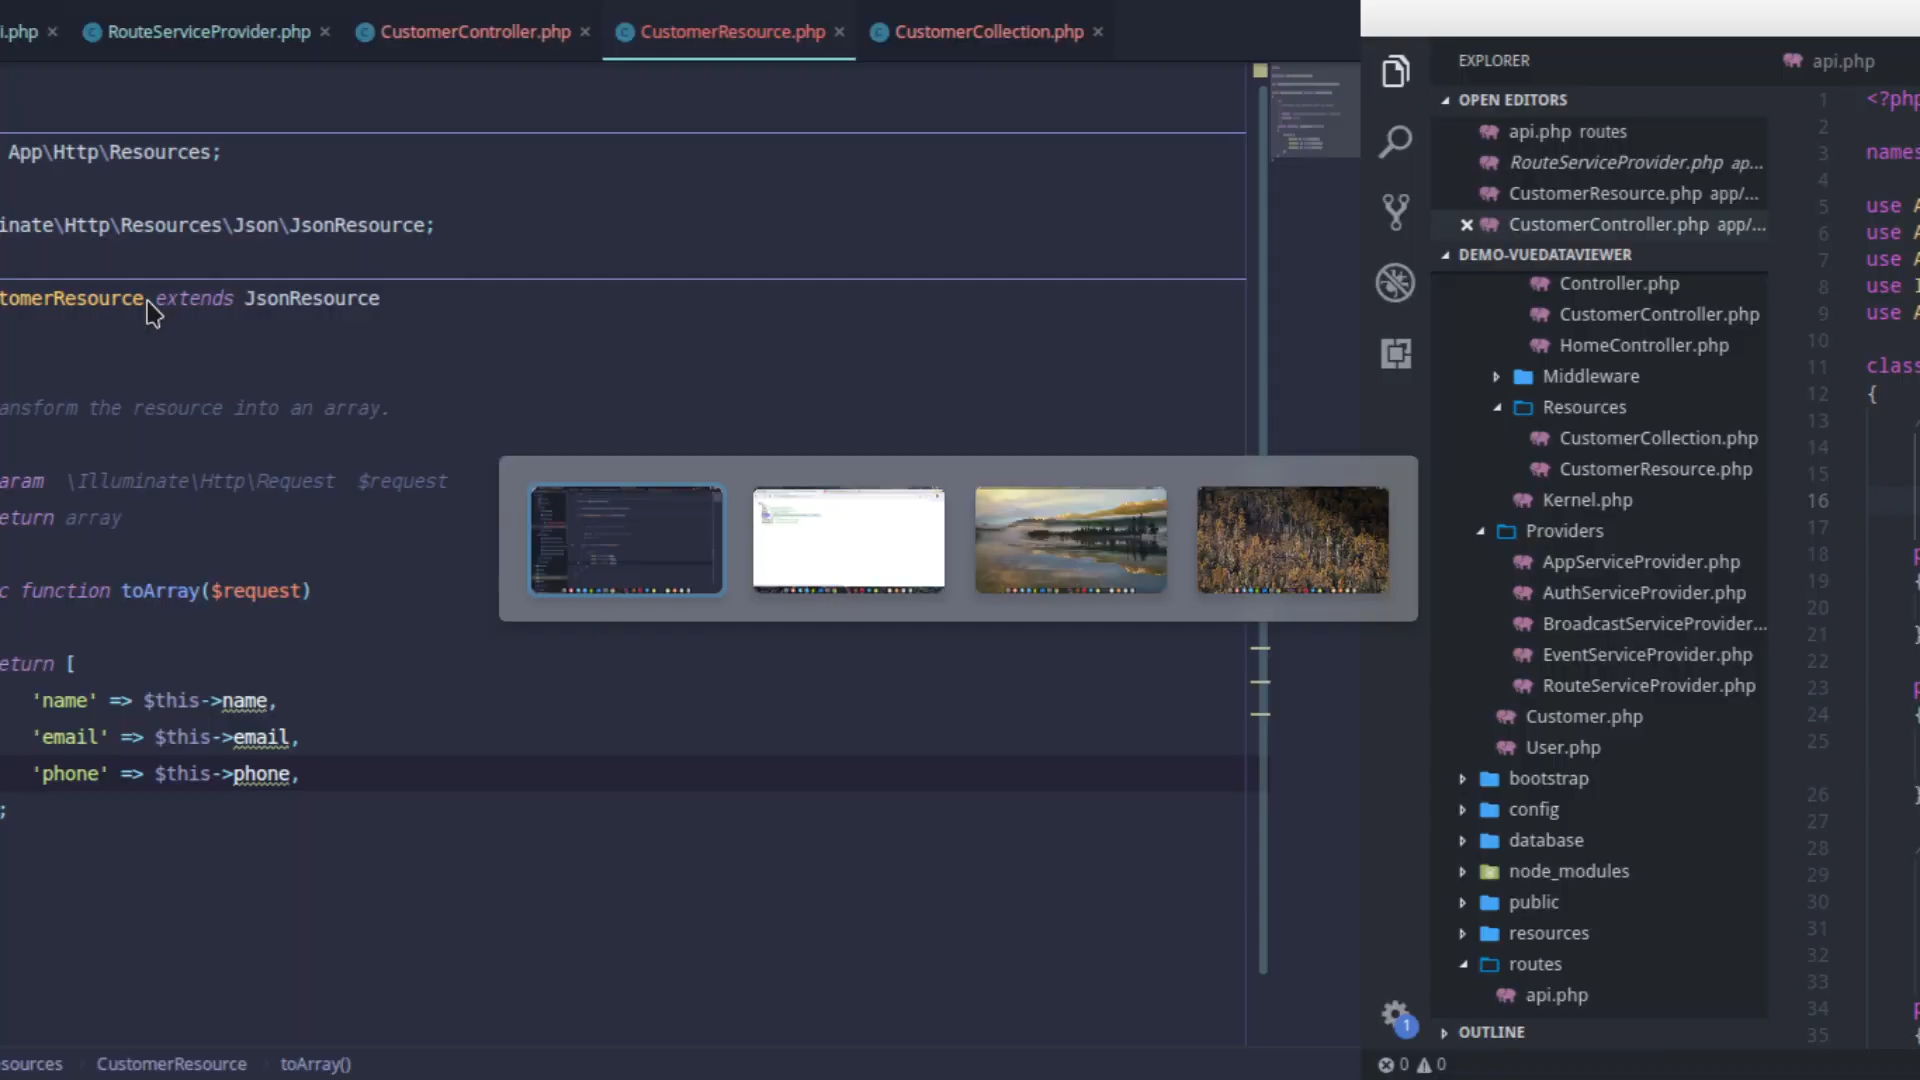 i.php
RouteServiceProvider.php
CustomerController.php
CustomerResource.php
CustomerCollection.php
App\Http\Resources;
inate\Http\Resources\Json\JsonResource;
tomerResource extends JsonResource
ansform the resource into an array.
aram \Illuminate\Http\Request $request
eturn array
c function toArray($request)
eturn [
'name' => $this->name,
'email' => $this->email,
'phone' => $this->phone,
;
sources CustomerResource toArray()
EXPLORER
OPEN EDITORS
api.php routes
RouteServiceProvider.php ap...
CustomerResource.php app/...
CustomerController.php app/...
DEMO-VUEDATAVIEWER
Controller.php
CustomerController.php
HomeController.php
Middleware
Resources
CustomerCollection.php
CustomerResource.php
Kernel.php
Providers
AppServiceProvider.php
AuthServiceProvider.php
BroadcastServiceProvider...
EventServiceProvider.php
RouteServiceProvider.php
Customer.php
User.php
bootstrap
config
database
node_modules
public
resources
routes
api.php
OUTLINE
1
0 0
api.php
1 <?php
2
3 names
4
5 use A
6 use A
7 use A
8 use I
9 use A
10
11 class
12 {
13
14
15
16
17
18 p
19 {
20
21 }
22
23 p
24 {
25
26 }
27
28
29
30
31
32
33
34 p
35 {